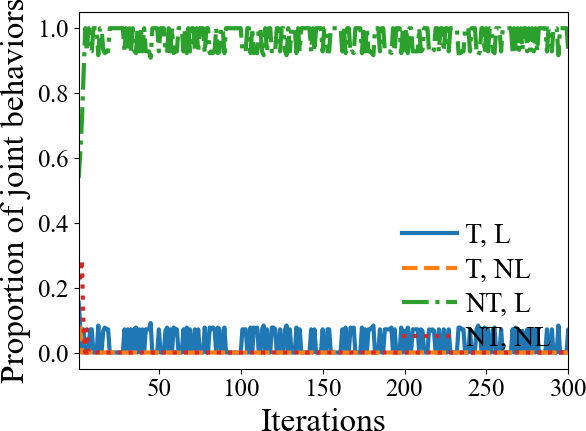 Proportion of joint behaviors
1.0
0.8
0.6
0.4
0.2
0.0
T, L
T, NL
NT, L
NT, NL
50
100
150
200
250
300
Iterations